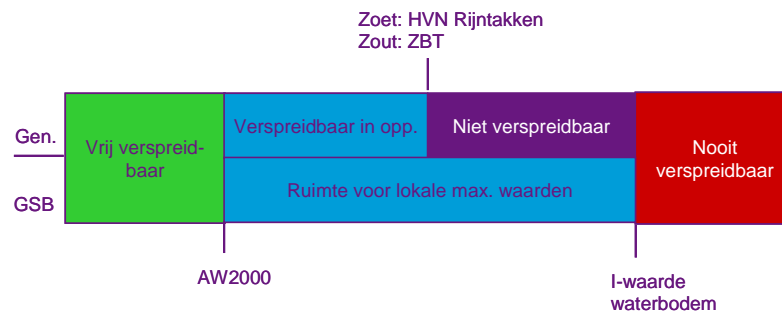 Zoet: HVN Rijntakken
Zout: ZBT
Gen.
GSB
Vrij verspreid-
baar
Verspreidbaar in opp.
Niet verspreidbaar
Nooit
verspreidbaar
Ruimte voor lokale max. waarden
AW2000
I-waarde
waterbodem